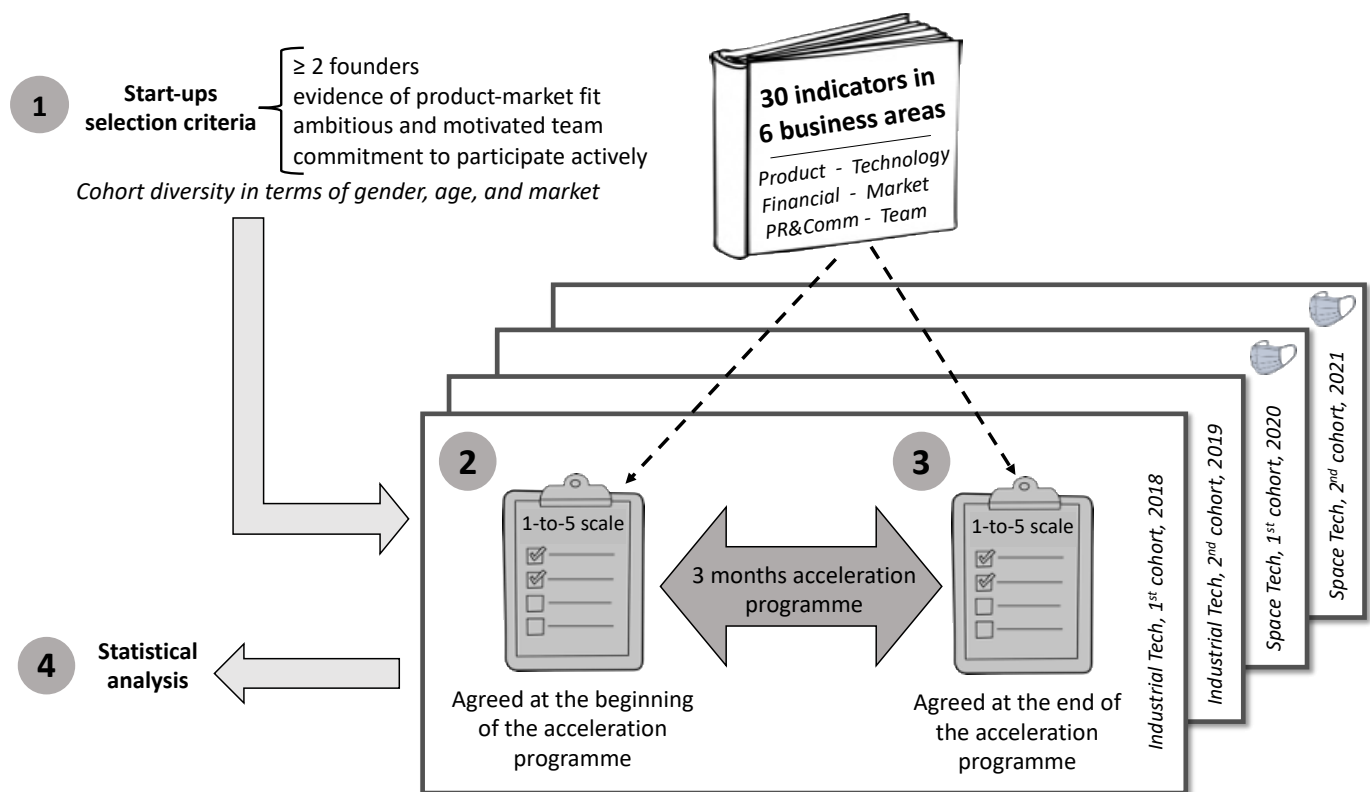 1
Start-ups
selection criteria
≥ 2 founders
evidence of product-market fit
ambitious and motivated team
commitment to participate actively
Cohort diversity in terms of gender, age, and market
30 indicators in
6 business areas
Product - Technology
Financial - Market
PR&Comm - Team
2
1-to-5 scale
Agreed at the beginning
of the acceleration
programme
3 months acceleration
programme
3
1-to-5 scale
Agreed at the end of
the acceleration
programme
Industrial Tech, 1st cohort, 2018
Industrial Tech, 2nd cohort, 2019
Space Tech, 1st cohort, 2020
Space Tech, 2nd cohort, 2021
4
Statistical
analysis